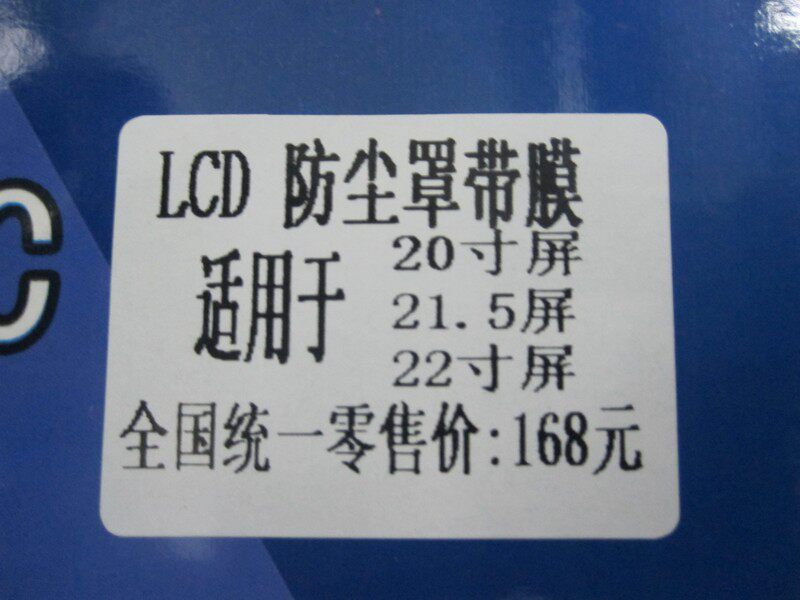 LCD 防尘罩带膜
适用于
20寸屏
21.5屏
22寸屏
全国统一零售价:168元